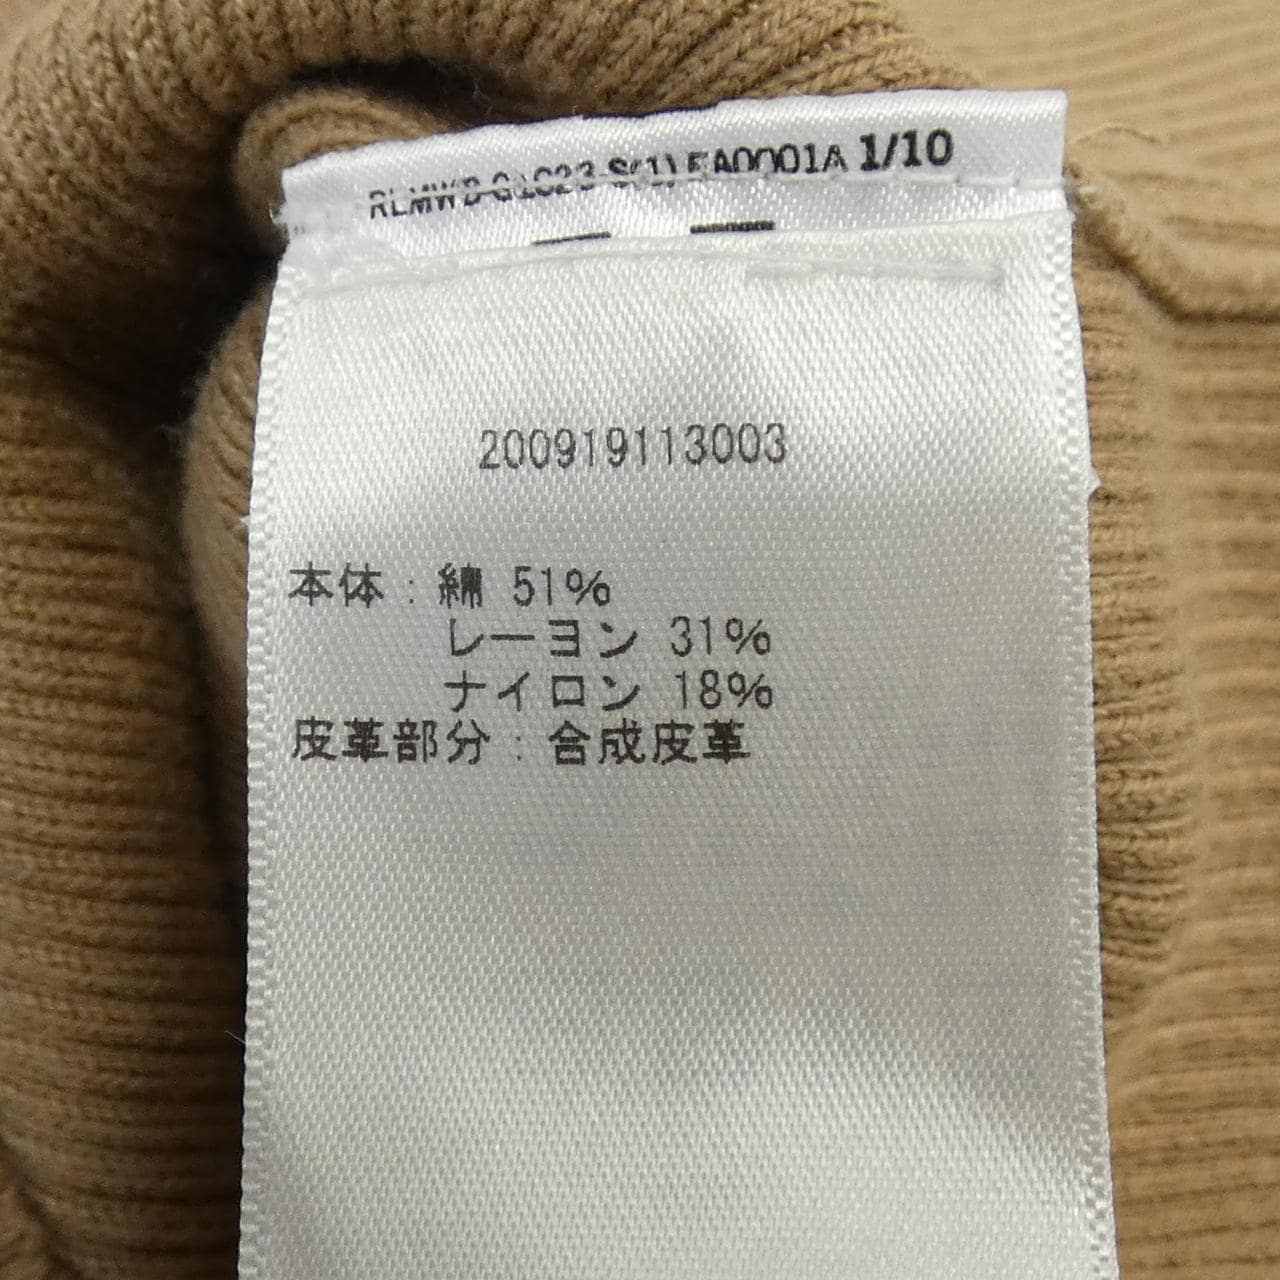 1/10
200919113003
本体：綿 51%
レーヨン 31%
ナイロン 18%
皮革部分：合成皮革